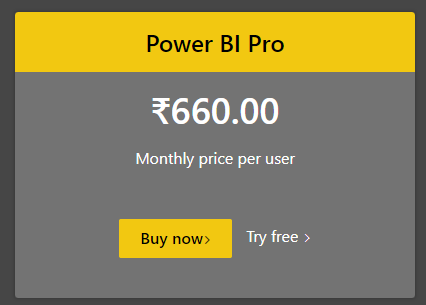 Power BI Pro
₹660.00
Monthly price per user
Buy now>
Try free >